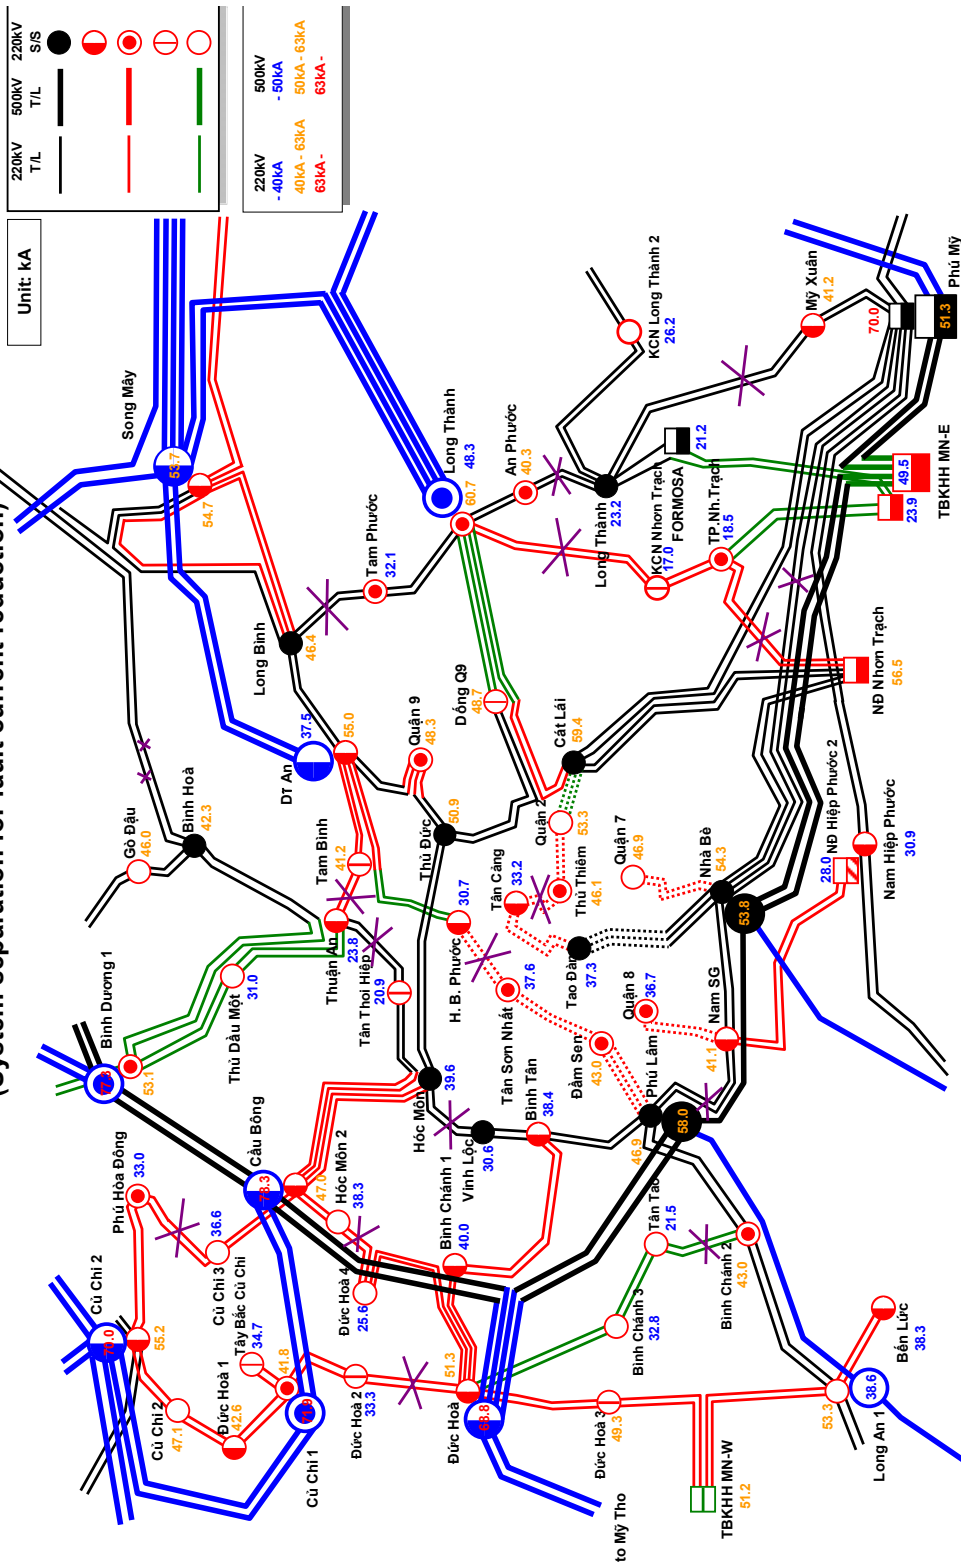 (System separation for fault current reduction)
Unit: kA
220kV T/L
500kV T/L
220kV S/S
220kV
500kV
- 40kA
- 50kA
40kA - 63kA
50kA - 63kA
63kA -
63kA -
Song Mây
53.7
54.7
Long Thành
48.3
60.7
An Phước
40.3
KCN Long Thành 2
26.2
Mỹ Xuân
41.2
70.0
Phú Mỹ
51.3
Long Thành
23.2
FORMOSA
21.2
KCN Nhơn Trạch
17.0
TP.Nh.Trạch
18.5
TBKHH MN-E
49.5
23.9
Tam Phước
32.1
Long Bình
46.4
Dĩ An
37.5
55.0
Quận 9
48.3
Dông Q9
48.7
Cát Lái
59.4
NĐ Nhơn Trạch
56.5
Gò Đậu
46.0
Bình Hoà
42.3
Tam Bình
41.2
Thủ Đức
50.9
Quận 2
53.3
Thủ Thiêm
46.1
Quận 7
46.9
Nhà Bè
54.3
53.8
NĐ Hiệp Phước 2
28.0
Nam Hiệp Phước
30.9
Bình Dương 1
77.8
53.1
Thủ Dầu Một
31.0
Thuận An
23.8
Tân Thới Hiệp
20.9
H. B. Phước
30.7
Tân Cảng
33.2
Tao Đàn
37.3
Tân Sơn Nhất
37.6
Quận 8
36.7
Nam SG
41.1
Đầm Sen
43.0
Phú Lâm
46.9
58.0
Hóc Môn
39.6
Vĩnh Lộc
30.6
Bình Tân
38.4
Phú Hòa Đông
33.0
Cầu Bông
78.3
47.0
Hóc Môn 2
38.3
Củ Chi 3
36.6
Bình Chánh 1
40.0
Tân Tạo
21.5
Bình Chánh 2
43.0
Củ Chi 2
70.0
55.2
Tây Bắc Củ Chi
34.7
Đức Hoà 4
25.6
Bình Chánh 3
32.8
Bến Lức
38.3
Củ Chi 2
47.1
Đức Hoà 1
42.6
41.8
Củ Chi 1
71.9
Đức Hoà 2
33.3
51.3
Đức Hoà
68.8
Đức Hoà 3
49.3
53.3
Long An 1
38.6
TBKHH MN-W
51.2
to Mỹ Tho